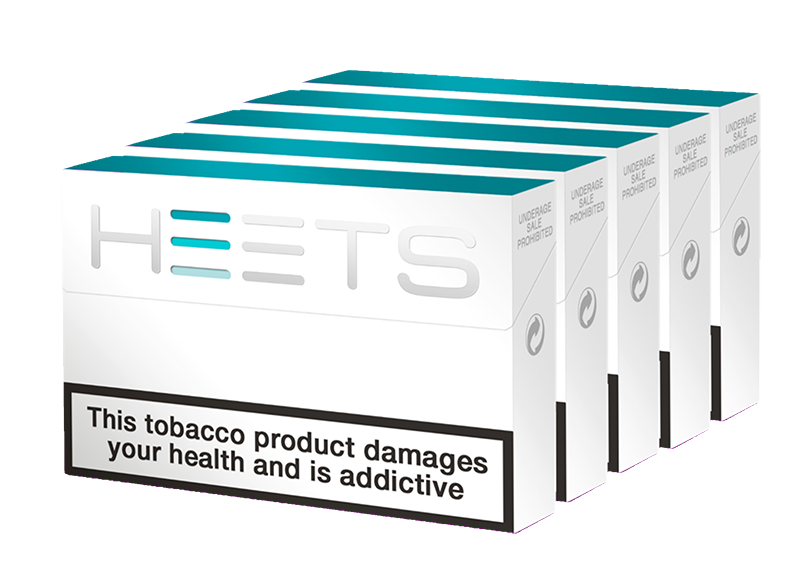 HEETS
This tobacco product damages
your health and is addictive
UNDERAGE
SALE
PROHIBITED
UNDERAGE
SALE
PROHIBITED
UNDERAGE
SALE
PROHIBITED
UNDERAGE
SALE
PROHIBITED
UNDERAGE
SALE
PROHIBITED